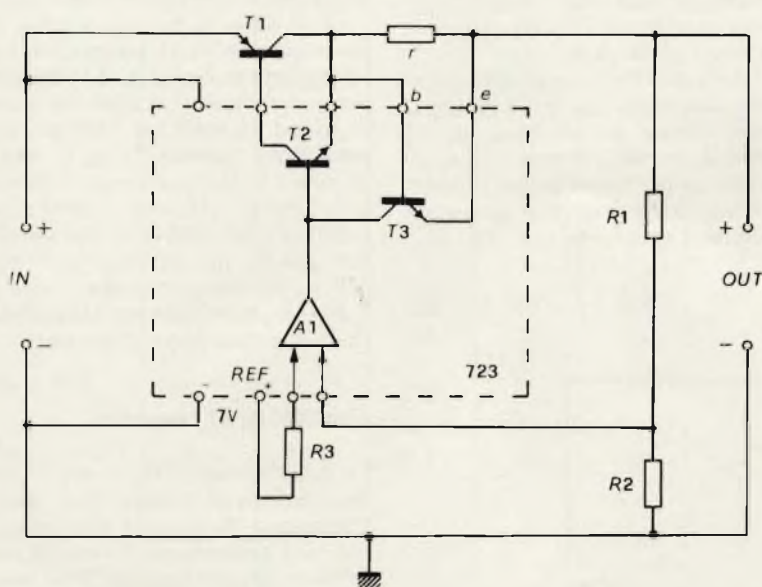 T1
r
b
e
T2
T3
+
IN
−
R1
+
OUT
−
A1
REF
− +
7V
723
R3
R2